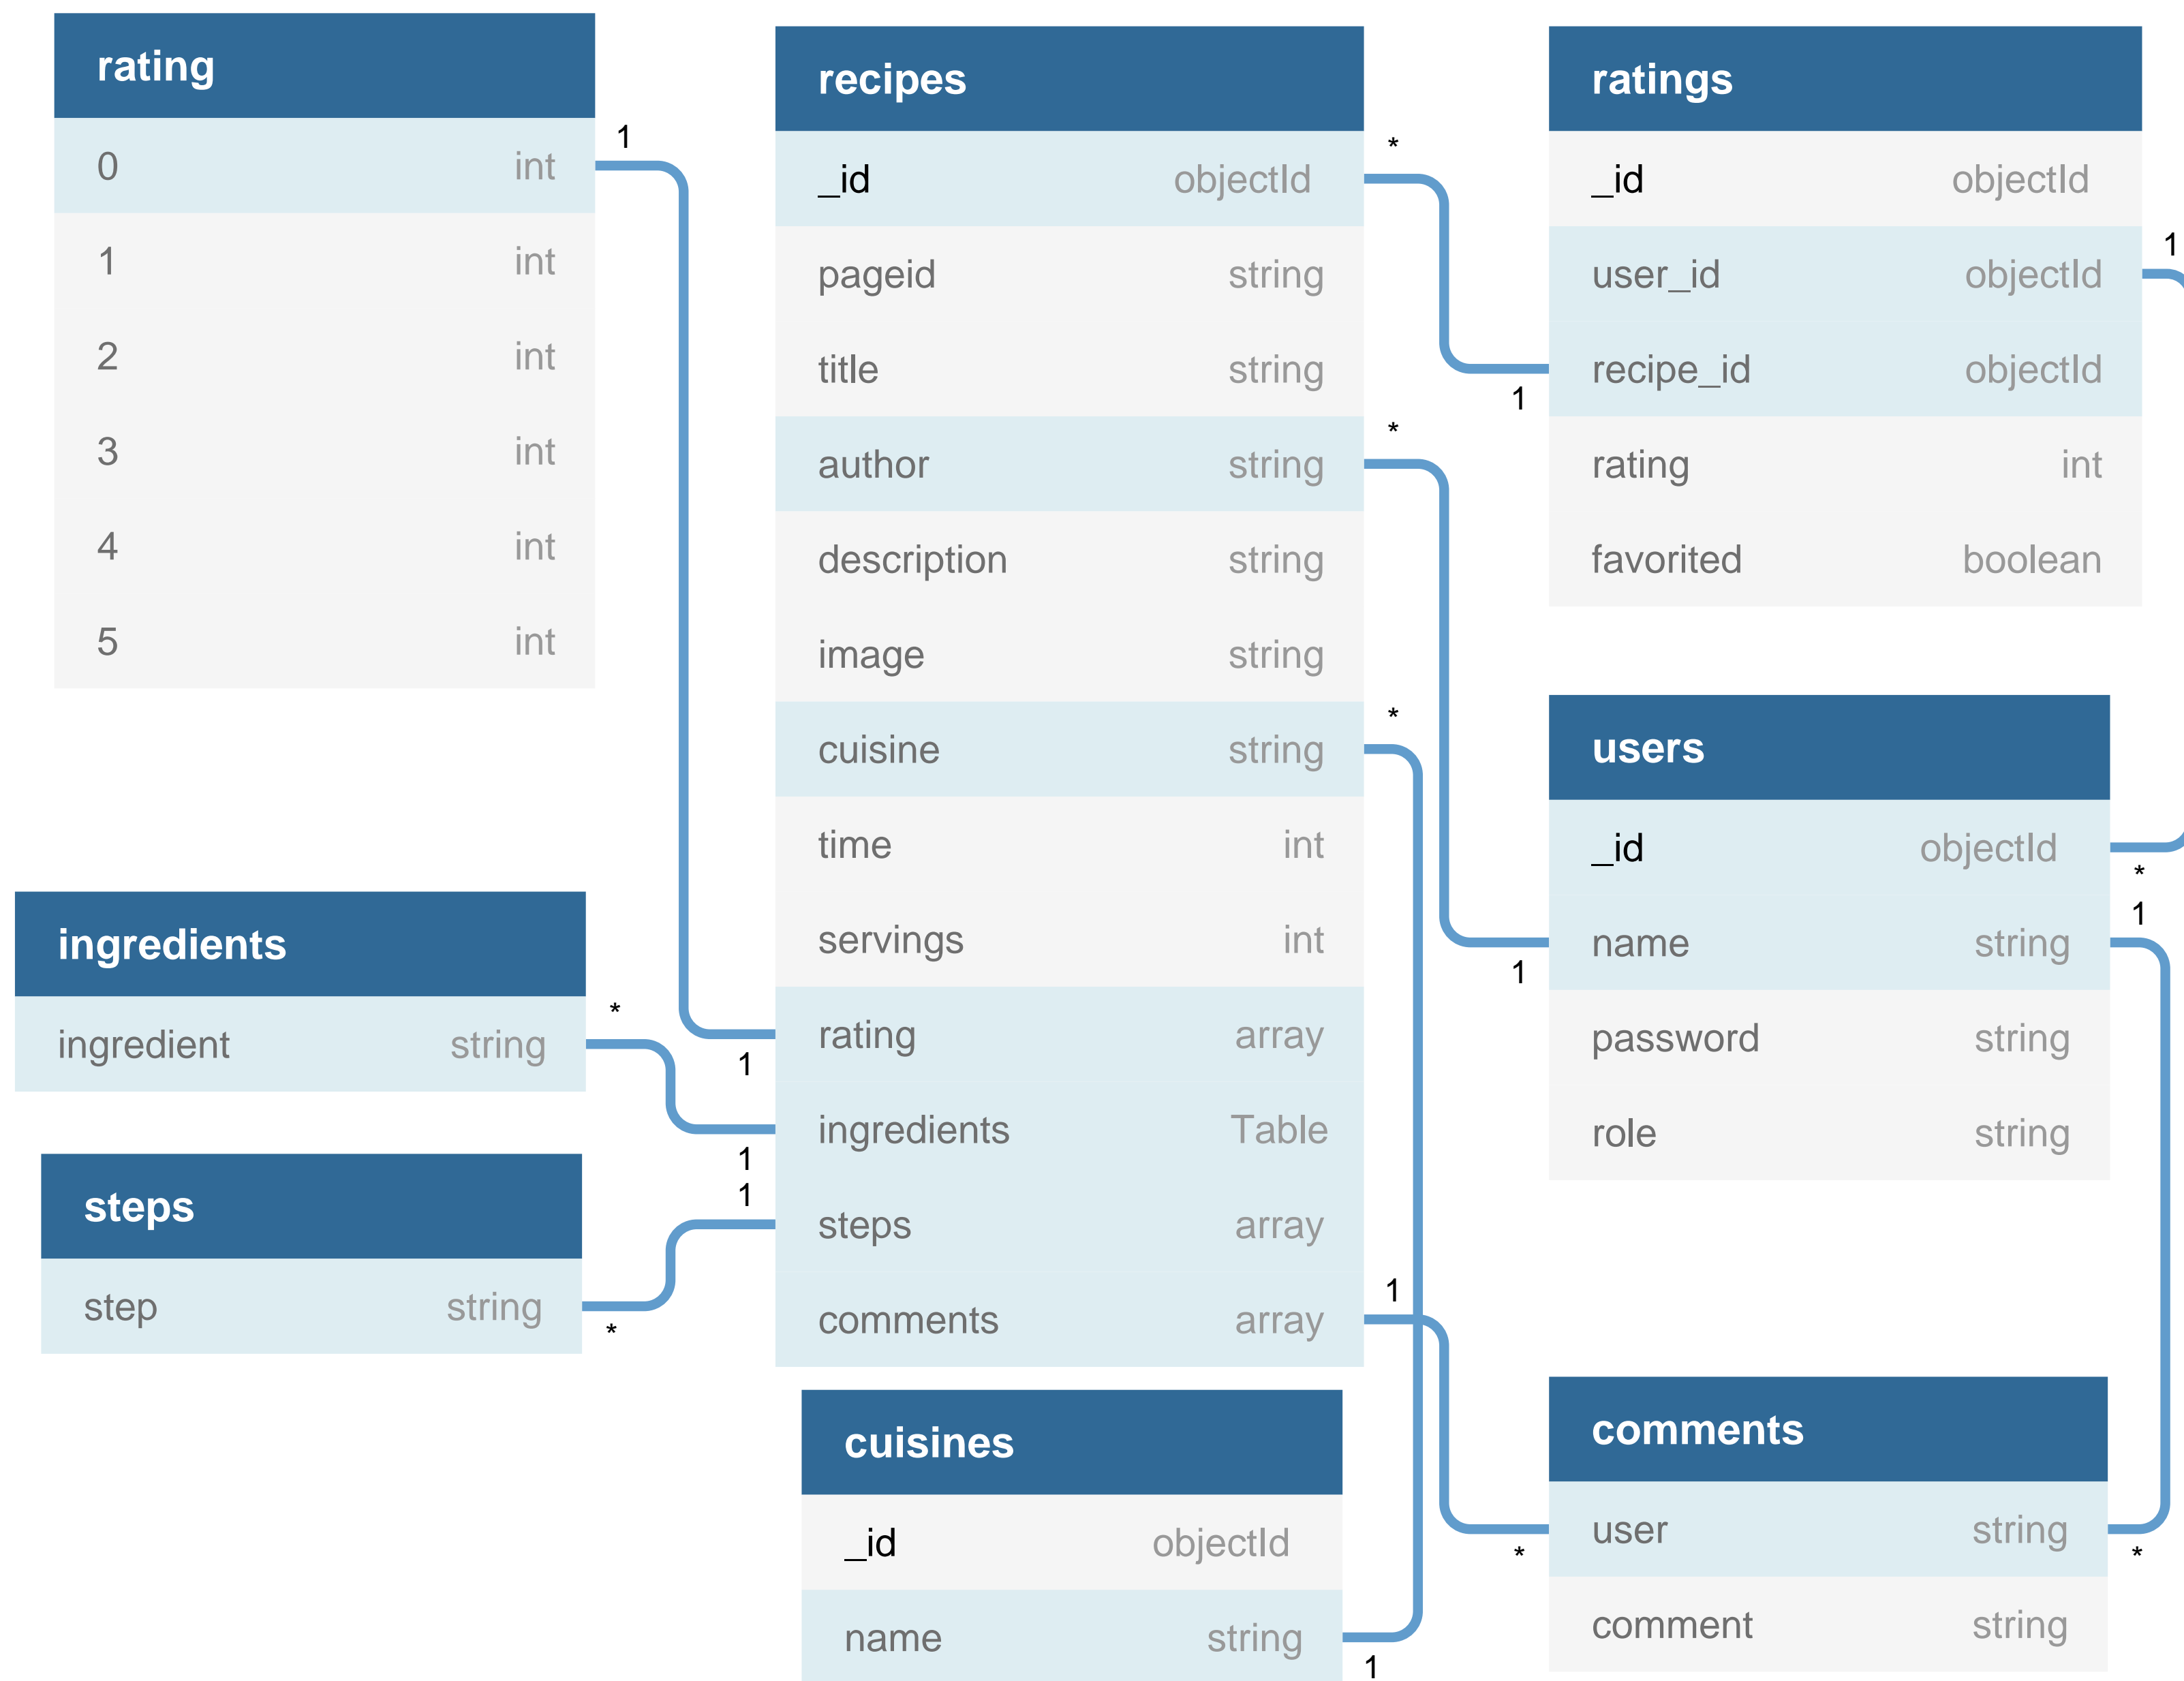 rating
0 int
1 int
2 int
3 int
4 int
5 int
1
1
ingredients
ingredient string
*
1
steps
step string
*
1
recipes
_id objectId
pageid string
title string
author string
description string
image string
cuisine string
time int
servings int
rating array
ingredients Table
steps array
comments array
*
1
*
1
*
1
1
*
cuisines
_id objectId
name string
ratings
_id objectId
user_id objectId
recipe_id objectId
rating int
favorited boolean
1
*
users
_id objectId
name string
password string
role string
1
*
comments
user string
comment string